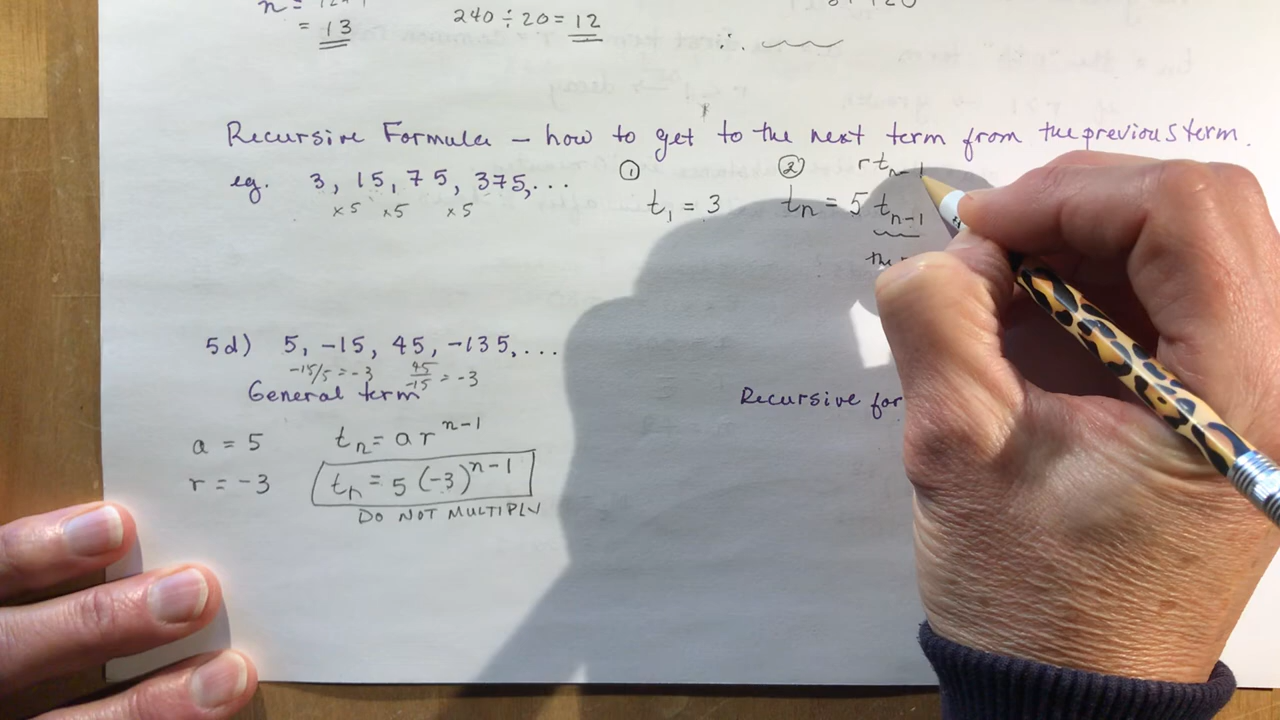 n =
= 13
240 ÷ 20 = 12
∴
Recursive Formula – how to get to the next term from the previous term.
eg. 3, 15, 75, 375, ...
×5 ×5 ×5
① t₁ = 3
② r tₙ₋₁
tₙ = 5 tₙ₋₁
the
5d) 5, -15, 45, -135, ...
-15/5 = -3 45/-15 = -3
General term
Recursive for
a = 5 tₙ = a r^(n-1)
r = -3 tₙ = 5 (-3)^(n-1)
DO NOT MULTIPLY